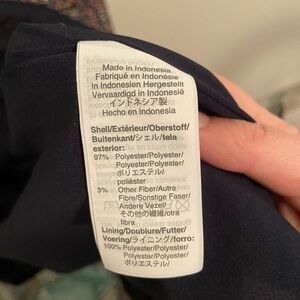 Made in Indonesia
Fabriqué en Indonésie
In Indonesien Hergestellt
Vervaardigd in Indonesië
インドネシア製
Hecho en Indonesia
Shell/Extérieur/Oberstoff/
Buitenkant/シェル/tela
exterior:
97% Polyester/Polyester/
Polyester/Polyester/
ポリエステル/
poliéster
3% Other Fiber/Autre
Fibre/Sonstige Faser/
Andere Vezel/
その他の繊維/otra
fibra
Lining/Doublure/Futter/
Voering/ライニング/forro:
100% Polyester/Polyester/
Polyester/Polyester/
ポリエステル/